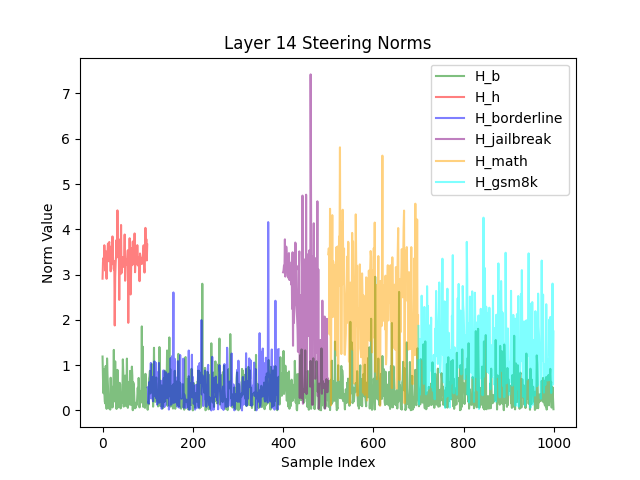 Layer 14 Steering Norms
H_b
H_h
H_borderline
H_jailbreak
H_math
H_gsm8k
Norm Value
7
6
5
4
3
2
1
0
0 200 400 600 800 1000
Sample Index